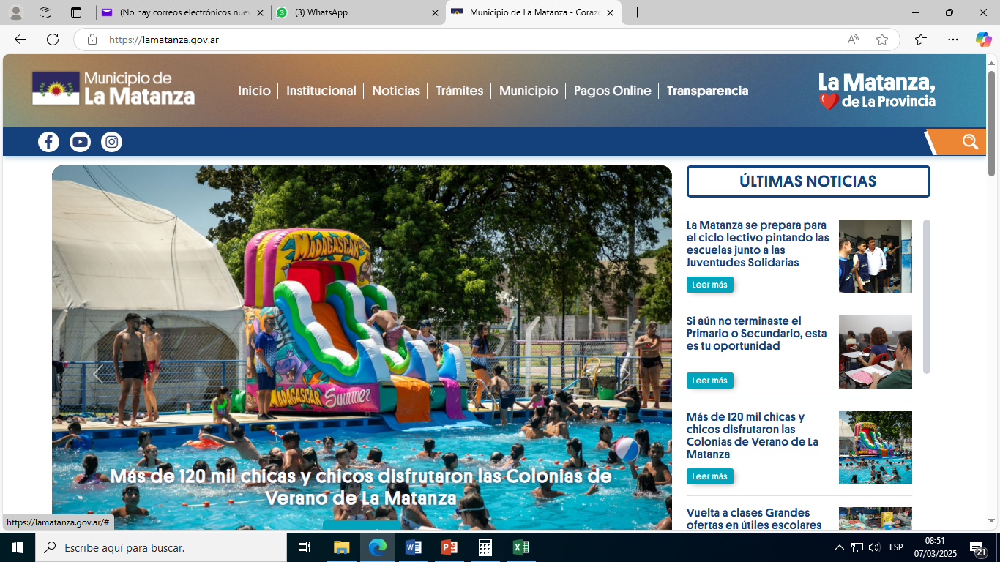 (No hay correos electrónicos nuev
(3) WhatsApp
Municipio de La Matanza - Corazo
https://lamatanza.gov.ar
Municipio de
La Matanza
Inicio
Institucional
Noticias
Trámites
Municipio
Pagos Online
Transparencia
La Matanza,
de La Provincia
MADAGASCAR
MADAGASCAR Summer
Más de 120 mil chicas y chicos disfrutaron las Colonias de
Verano de La Matanza
ÚLTIMAS NOTICIAS
La Matanza se prepara para
el ciclo lectivo pintando las
escuelas junto a las
Juventudes Solidarias
Leer más
Si aún no terminaste el
Primario o Secundario, esta
es tu oportunidad
Leer más
Más de 120 mil chicas y
chicos disfrutaron las
Colonias de Verano de La
Matanza
Leer más
Vuelta a clases Grandes
ofertas en útiles escolares
https://lamatanza.gov.ar/#
Escribe aquí para buscar.
ESP
08:51
07/03/2025
21